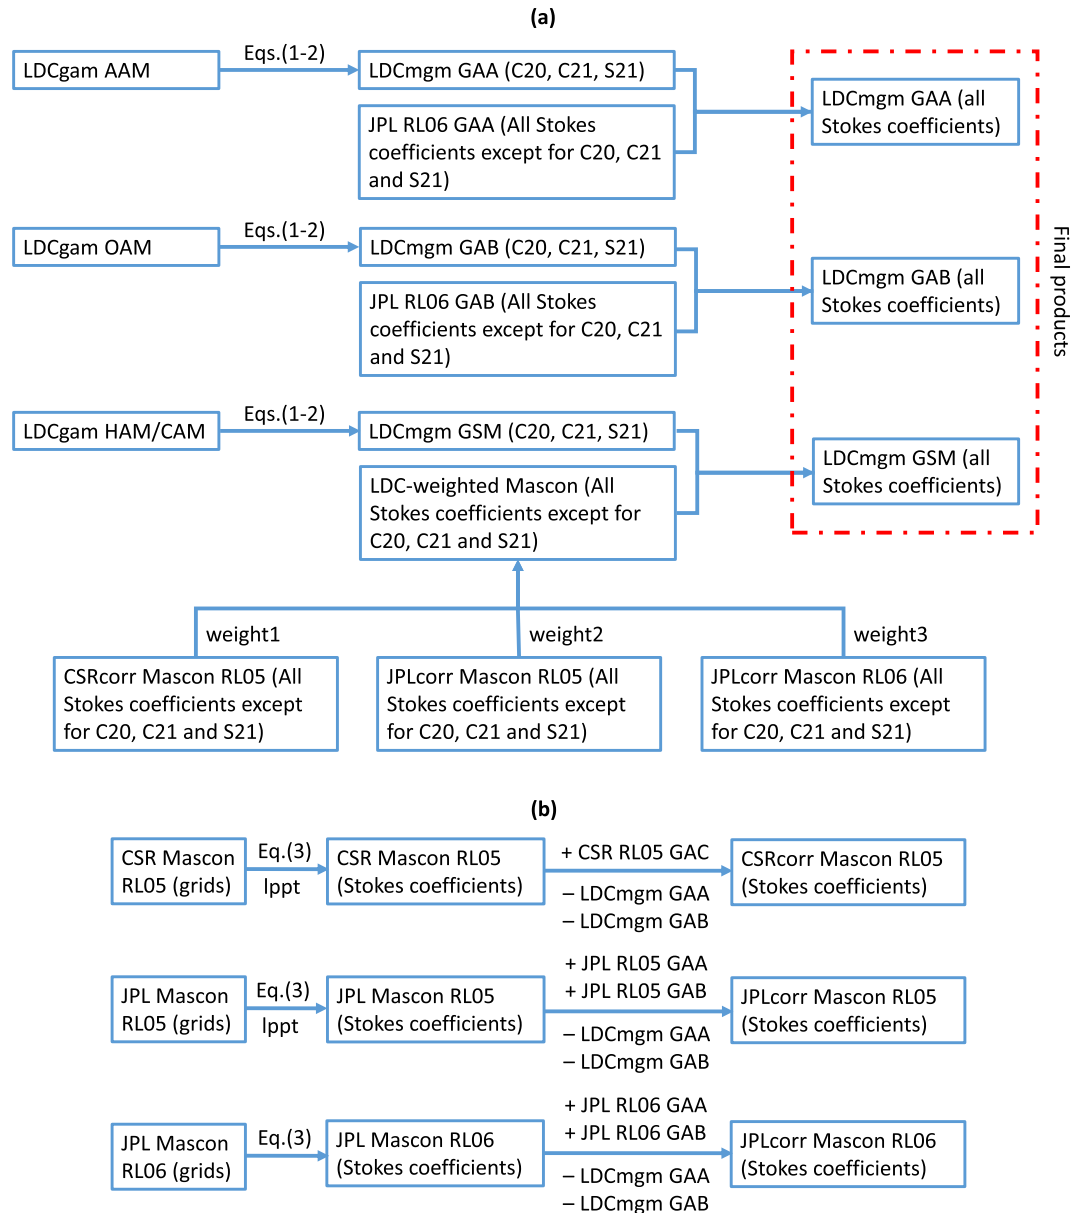 (a)
LDCgam AAM
Eqs.(1-2)
LDCmgm GAA (C20, C21, S21)
JPL RL06 GAA (All Stokes
coefficients except for C20, C21
and S21)
LDCmgm GAA (all
Stokes coefficients)
LDCgam OAM
Eqs.(1-2)
LDCmgm GAB (C20, C21, S21)
JPL RL06 GAB (All Stokes
coefficients except for C20, C21
and S21)
LDCmgm GAB (all
Stokes coefficients)
Final products
LDCgam HAM/CAM
Eqs.(1-2)
LDCmgm GSM (C20, C21, S21)
LDC-weighted Mascon (All
Stokes coefficients except for
C20, C21 and S21)
LDCmgm GSM (all
Stokes coefficients)
weight1
weight2
weight3
CSRcorr Mascon RL05 (All
Stokes coefficients except
for C20, C21 and S21)
JPLcorr Mascon RL05 (All
Stokes coefficients except
for C20, C21 and S21)
JPLcorr Mascon RL06 (All
Stokes coefficients except
for C20, C21 and S21)
(b)
CSR Mascon
RL05 (grids)
Eq.(3)
Ippt
CSR Mascon RL05
(Stokes coefficients)
+ CSR RL05 GAC
– LDCmgm GAA
– LDCmgm GAB
CSRcorr Mascon RL05
(Stokes coefficients)
JPL Mascon
RL05 (grids)
Eq.(3)
Ippt
JPL Mascon RL05
(Stokes coefficients)
+ JPL RL05 GAA
+ JPL RL05 GAB
– LDCmgm GAA
– LDCmgm GAB
JPLcorr Mascon RL05
(Stokes coefficients)
JPL Mascon
RL06 (grids)
Eq.(3)
JPL Mascon RL06
(Stokes coefficients)
+ JPL RL06 GAA
+ JPL RL06 GAB
– LDCmgm GAA
– LDCmgm GAB
JPLcorr Mascon RL06
(Stokes coefficients)